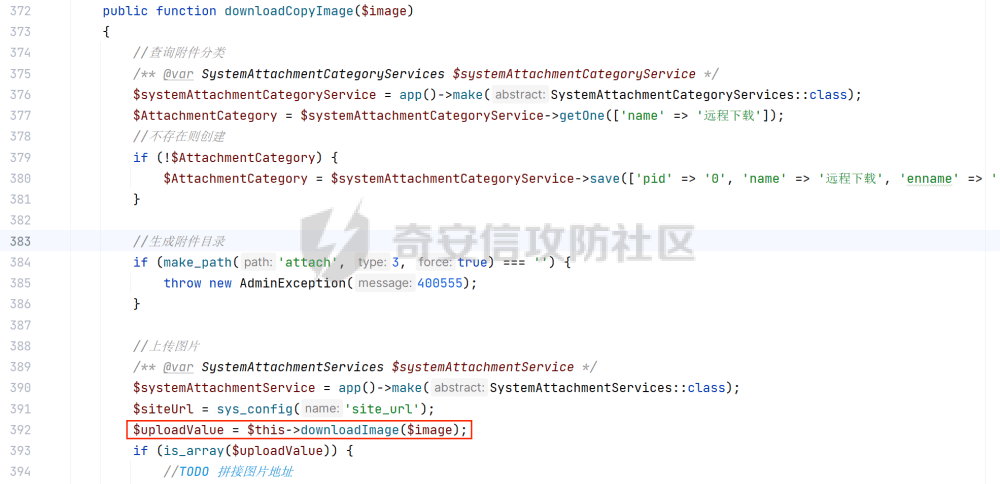 372 public function downloadCopyImage($image)
373 {
374 //查询附件分类
375 /** @var SystemAttachmentCategoryServices $systemAttachmentCategoryService */
376 $systemAttachmentCategoryService = app()->make( abstract: SystemAttachmentCategoryServices::class);
377 $AttachmentCategory = $systemAttachmentCategoryService->getOne(['name' => '远程下载']);
378 //不存在则创建
379 if (!$AttachmentCategory) {
380 $AttachmentCategory = $systemAttachmentCategoryService->save(['pid' => '0', 'name' => '远程下载', 'enname' => '
381 }
382
383 //生成附件目录
384 if (make_path( path: 'attach', type: 3, force: true) === '') {
385 throw new AdminException( message: 400555);
386 }
387
388 //上传图片
389 /** @var SystemAttachmentServices $systemAttachmentService */
390 $systemAttachmentService = app()->make( abstract: SystemAttachmentServices::class);
391 $siteUrl = sys_config( name: 'site_url');
392 $uploadValue = $this->downloadImage($image);
393 if (is_array($uploadValue)) {
394 //TODO 拼接图片地址
奇安信攻防社区